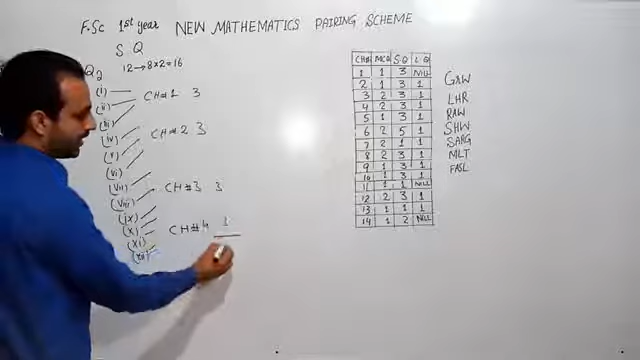 F.Sc 1st year NEW MATHEMATICS PAIRING SCHEME
S Q
Q2 12→8x2=16
(i)
(ii) CH#1 3
(iii)
(iv) CH#2 3
(v)
(vi)
(vii) CH#3 3
(viii)
(ix)
(x) CH#4 3
(xi)
(xii)
CH# MCQ S.Q L Q
1 1 3 NILL
2 1 3 1
3 2 3 1
4 2 3 1
5 1 3 1
6 2 5 1
7 2 1 1
8 2 3 1
9 1 3 1
10 1 3 1
11 1 1 NILL
12 2 3 1
13 1 1 1
14 1 2 NILL
GRW
LHR
RAW
SHW
SARG
MLT
FASL